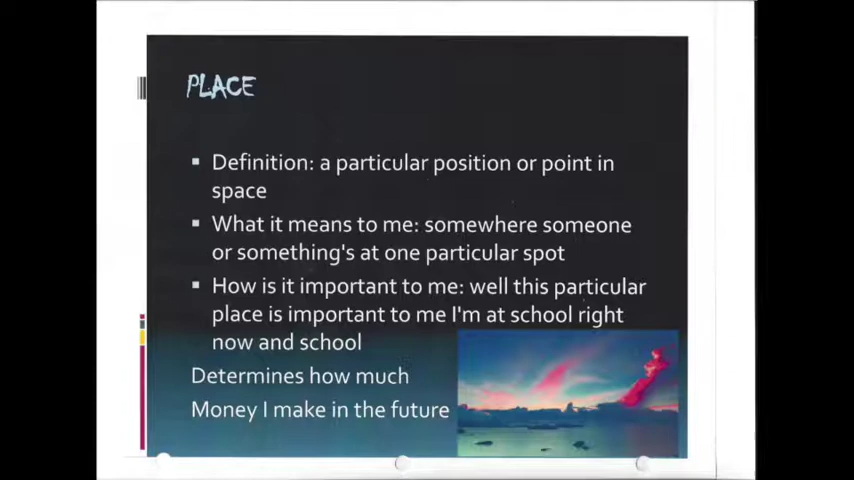 PLACE
Definition: a particular position or point in
space
What it means to me: somewhere someone
or something's at one particular spot
How is it important to me: well this particular
place is important to me I'm at school right
now and school
Determines how much
Money I make in the future